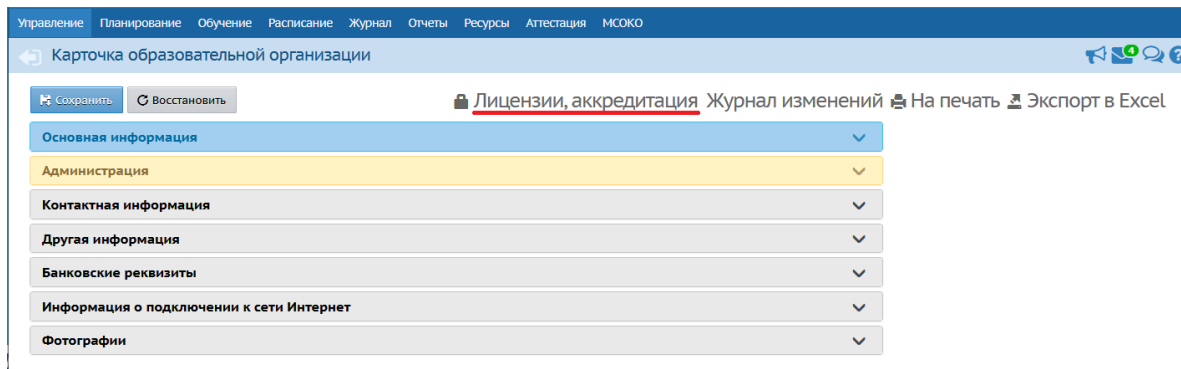 Управление Планирование Обучение Расписание Журнал Отчеты Ресурсы Аттестация МСОКО
Карточка образовательной организации
4
Сохранить Восстановить Лицензии, аккредитация Журнал изменений На печать Экспорт в Excel
Основная информация
Администрация
Контактная информация
Другая информация
Банковские реквизиты
Информация о подключении к сети Интернет
Фотографии